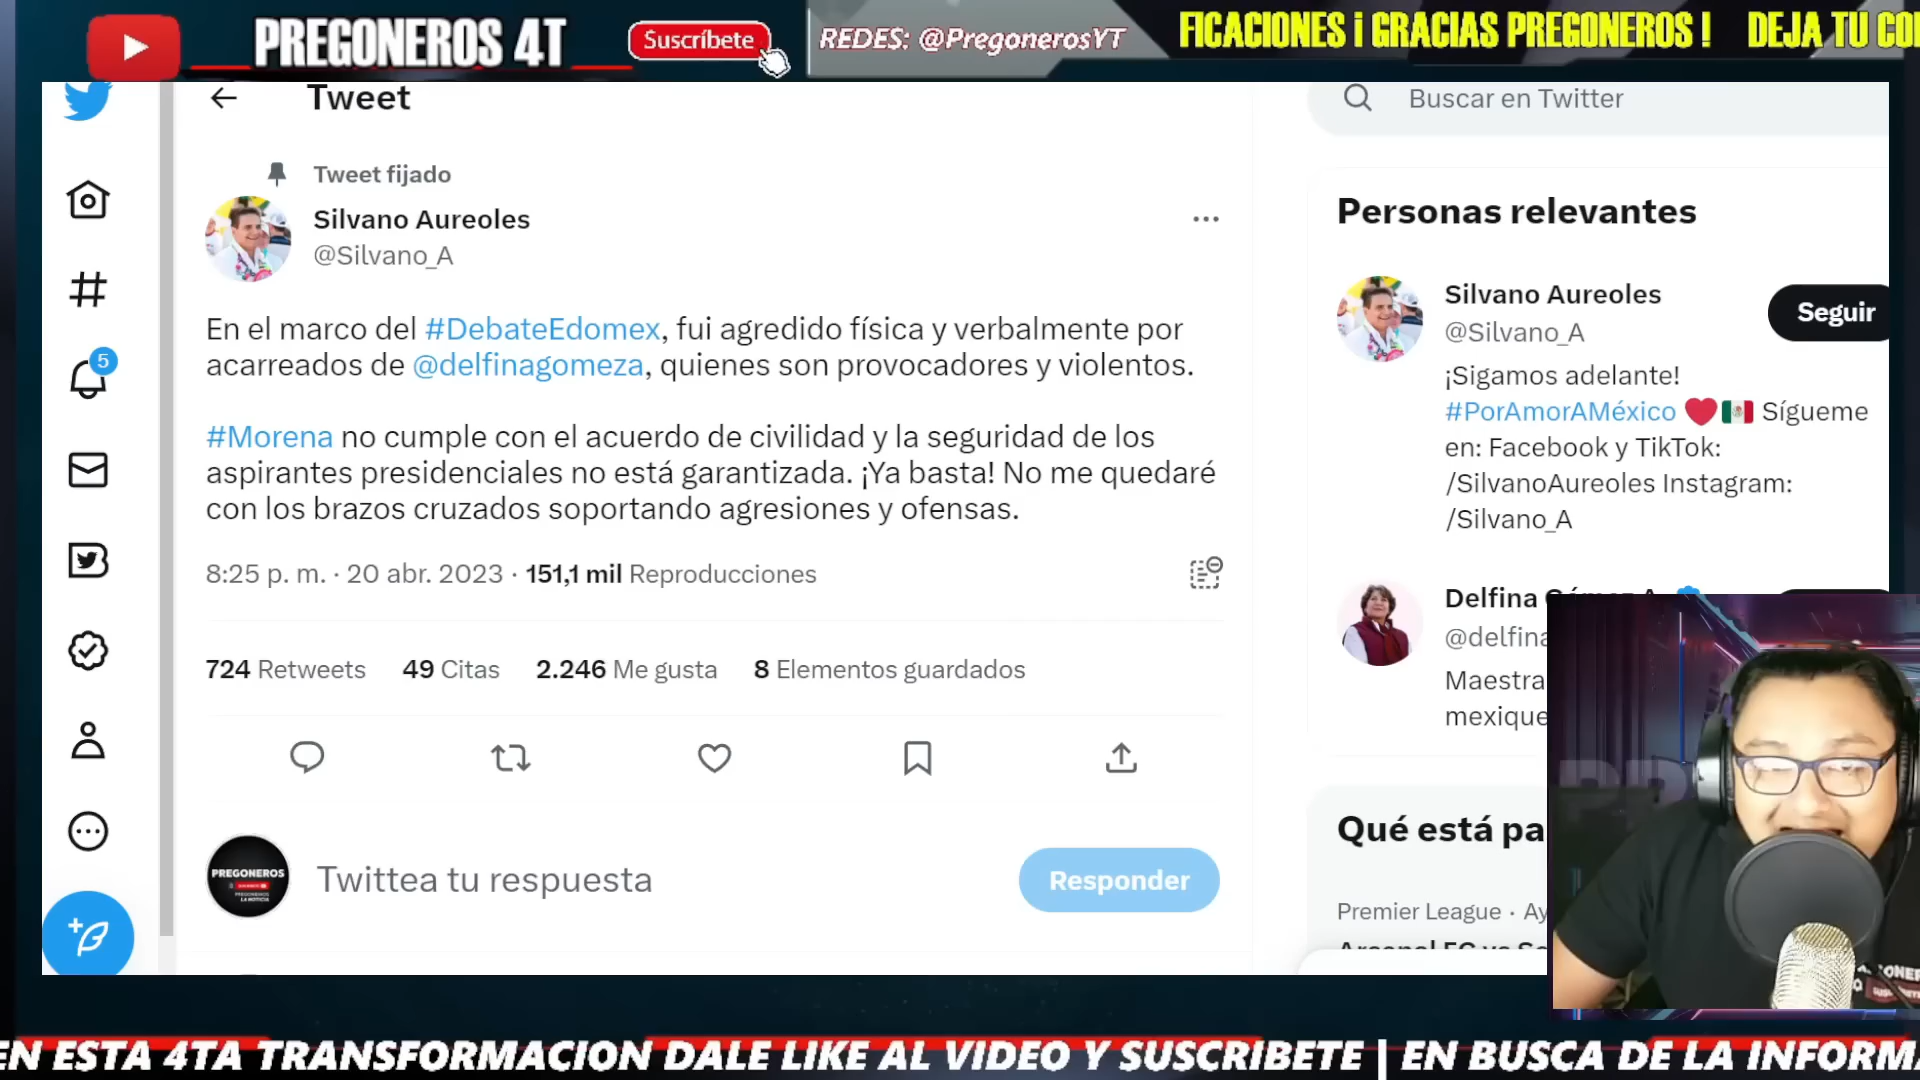 PREGONEROS 4T
Suscríbete
REDES: @PregonerosYT
FICACIONES ¡ GRACIAS PREGONEROS ! DEJA TU CO
Tweet
Buscar en Twitter
Tweet fijado
Silvano Aureoles
@Silvano_A
En el marco del #DebateEdomex, fui agredido física y verbalmente por
acarreados de @delfinagomeza, quienes son provocadores y violentos.
#Morena no cumple con el acuerdo de civilidad y la seguridad de los
aspirantes presidenciales no está garantizada. ¡Ya basta! No me quedaré
con los brazos cruzados soportando agresiones y ofensas.
8:25 p. m. · 20 abr. 2023 · 151,1 mil Reproducciones
724 Retweets 49 Citas 2.246 Me gusta 8 Elementos guardados
5
PREGONEROS
Twittea tu respuesta
Responder
Personas relevantes
Silvano Aureoles
Seguir
@Silvano_A
¡Sigamos adelante!
#PorAmorAMéxico Sígueme
en: Facebook y TikTok:
/SilvanoAureoles Instagram:
/Silvano_A
Delfina
@delfina
Maestra
mexique
Qué está pa
Premier League · Ay
EN ESTA 4TA TRANSFORMACION DALE LIKE AL VIDEO Y SUSCRIBETE | EN BUSCA DE LA INFORMA